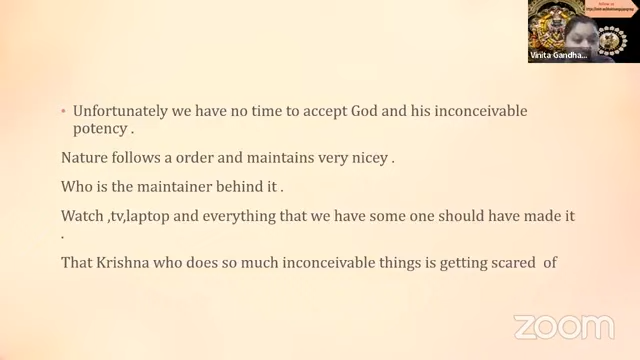 • Unfortunately we have no time to accept God and his inconceivable
potency .
Nature follows a order and maintains very nicey .
Who is the maintainer behind it .
Watch ,tv,laptop and everything that we have some one should have made it
.
That Krishna who does so much inconceivable things is getting scared of
Vinita Gandha...
zoom